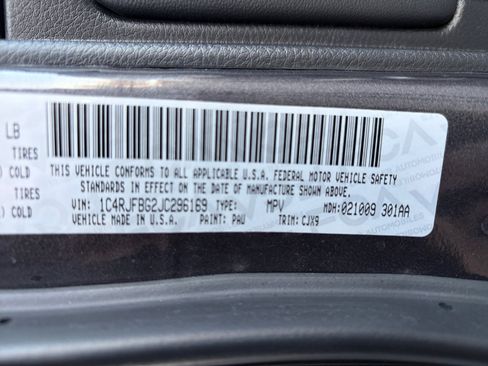 LB
TIRES
COLD
TIRES
COLD
THIS VEHICLE CONFORMS TO ALL APPLICABLE U.S.A. FEDERAL MOTOR VEHICLE SAFETY
STANDARDS IN EFFECT ON THE DATE OF MANUFACTURE SHOWN ABOVE.
VIN: 1C4RJFBG2JC296169 TYPE: MPV MDH:021009 301AA
VEHICLE MADE IN U.S.A. PAINT: PAU TRIM: CJX9